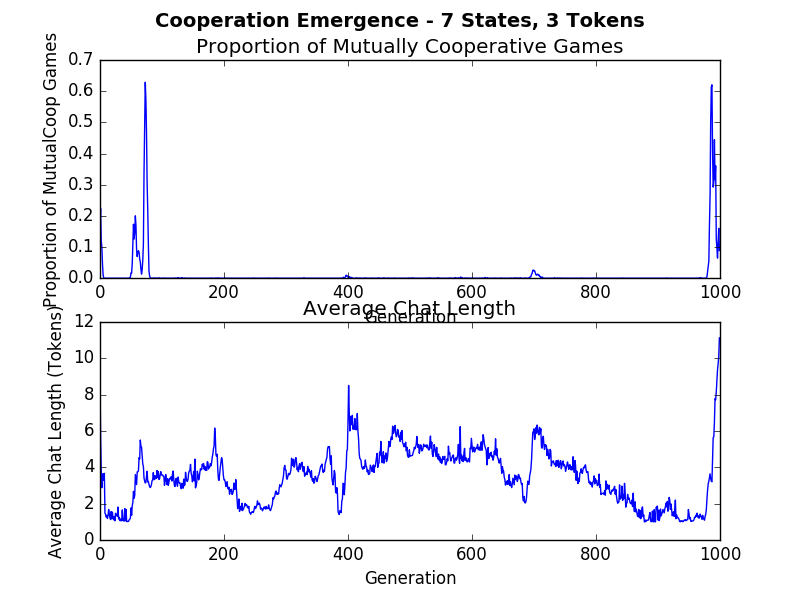 Cooperation Emergence - 7 States, 3 Tokens
Proportion of Mutually Cooperative Games
Proportion of MutualCoop Games
0.7
0.6
0.5
0.4
0.3
0.2
0.1
0.0
0 200 400 600 800 1000
Generation
Average Chat Length
Average Chat Length (Tokens)
12
10
8
6
4
2
0
0 200 400 600 800 1000
Generation